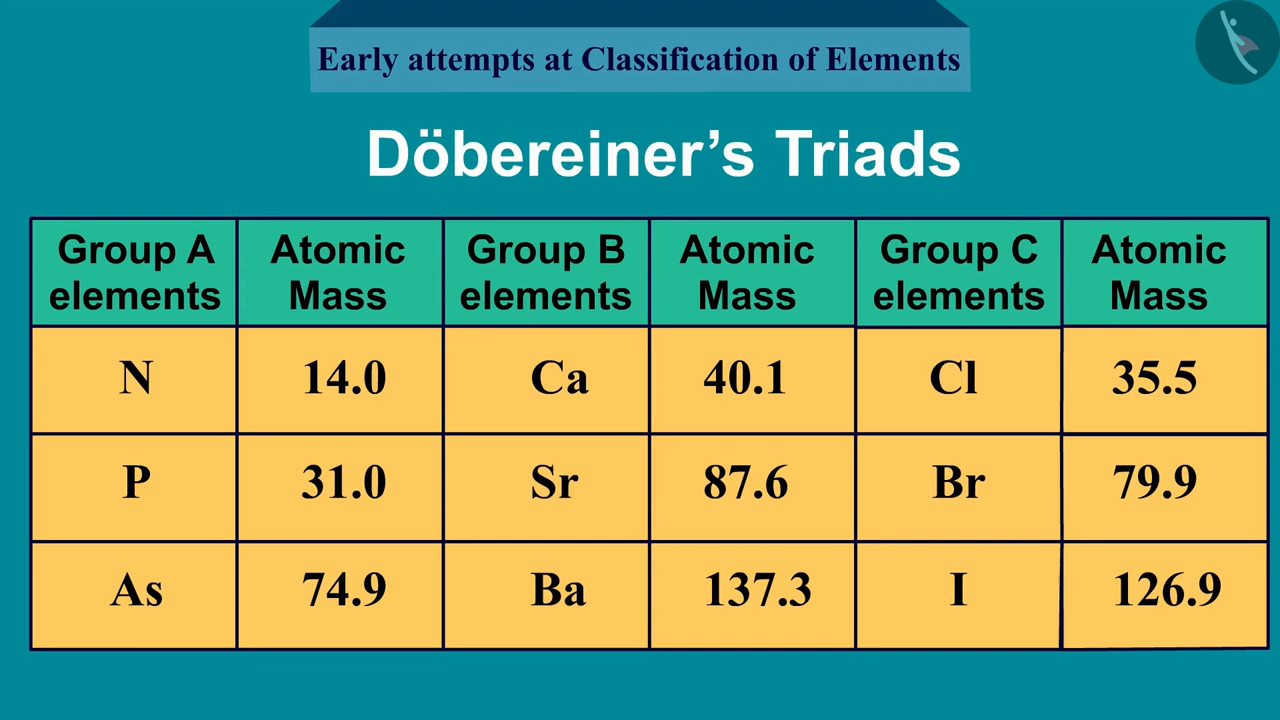 Early attempts at Classification of Elements
Döbereiner’s Triads
Group A elements Atomic Mass Group B elements Atomic Mass Group C elements Atomic Mass
N 14.0 Ca 40.1 Cl 35.5
P 31.0 Sr 87.6 Br 79.9
As 74.9 Ba 137.3 I 126.9